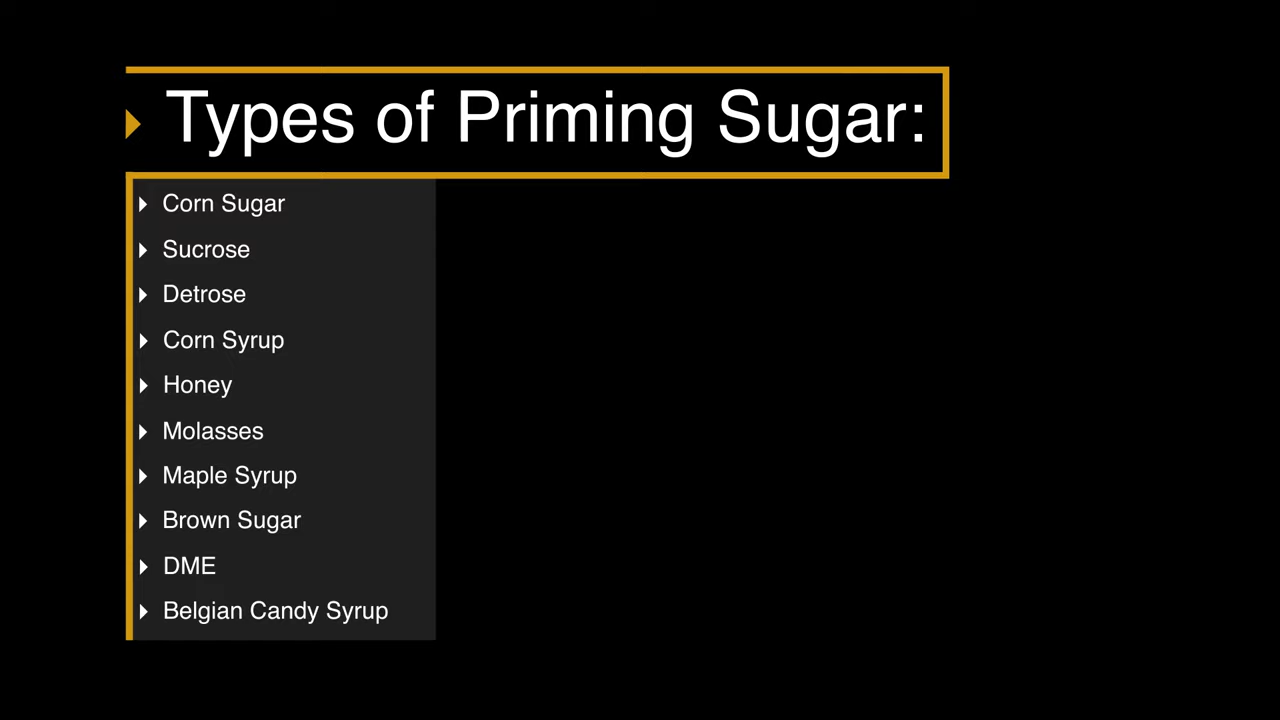 Types of Priming Sugar:
Corn Sugar
Sucrose
Detrose
Corn Syrup
Honey
Molasses
Maple Syrup
Brown Sugar
DME
Belgian Candy Syrup